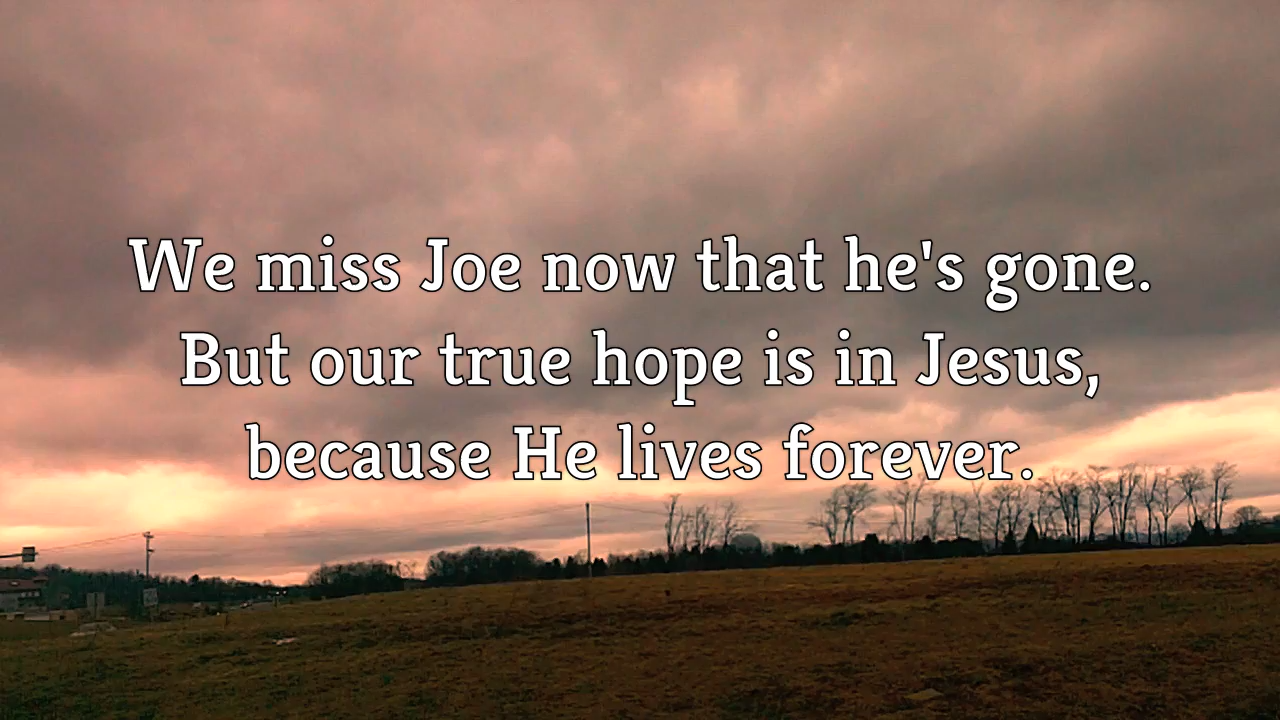 We miss Joe now that he's gone.
But our true hope is in Jesus,
because He lives forever.